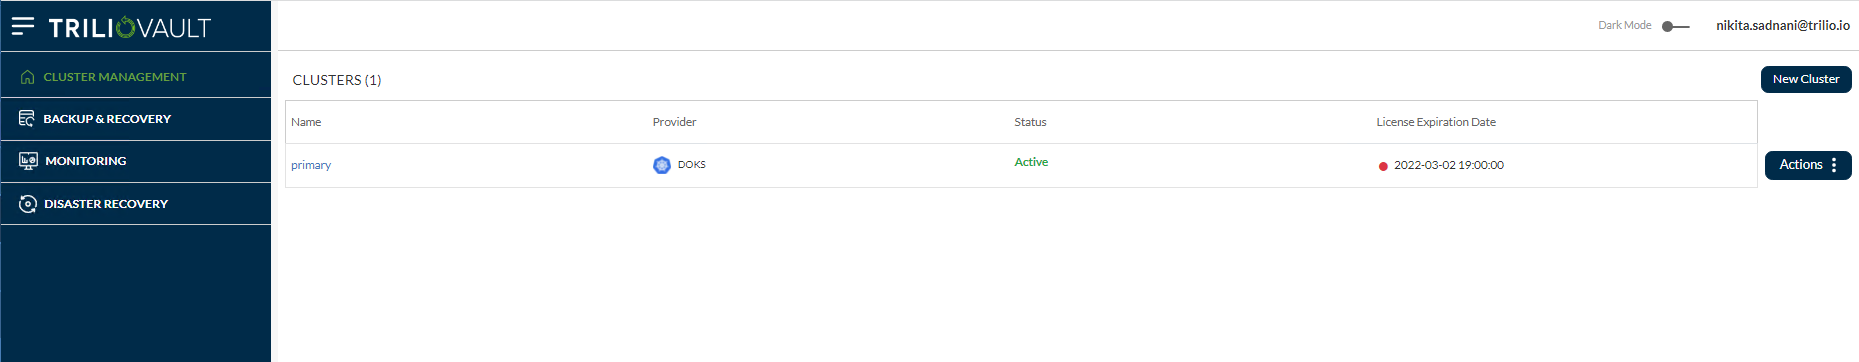 TRILIOVAULT
Dark Mode
nikita.sadnani@trilio.io
CLUSTER MANAGEMENT
BACKUP & RECOVERY
MONITORING
DISASTER RECOVERY
CLUSTERS (1)
New Cluster
Name Provider Status License Expiration Date
primary DOKS Active 2022-03-02 19:00:00 Actions